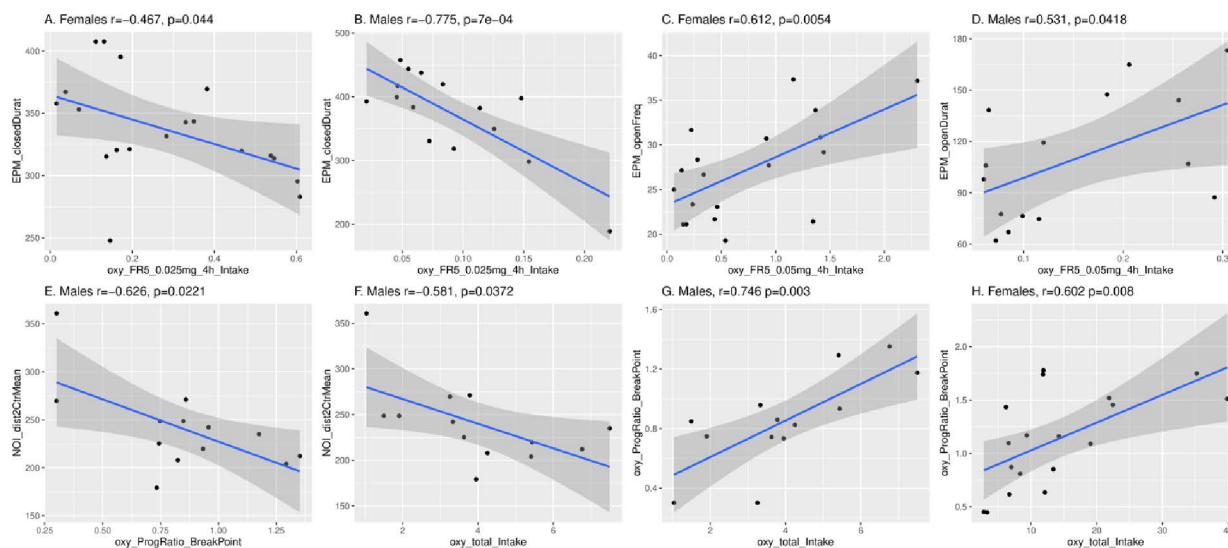 A. Females r=−0.467, p=0.044
B. Males r=−0.775, p=7e−04
C. Females r=0.612, p=0.0054
D. Males r=0.531, p=0.0418
EPM_closedDurat
400
350
300
250
0.0 0.2 0.4 0.6
oxy_FR5_0.025mg_4h_Intake
EPM_closedDurat
500
400
300
200
0.05 0.10 0.15 0.20
oxy_FR5_0.025mg_4h_Intake
EPM_openFreq
40
35
30
25
20
0.0 0.5 1.0 1.5 2.0
oxy_FR5_0.05mg_4h_Intake
EPM_openDurat
180
150
120
90
60
0.1 0.2 0.3
oxy_FR5_0.05mg_4h_Intake
E. Males r=−0.626, p=0.0221
F. Males r=−0.581, p=0.0372
G. Males, r=0.746 p=0.003
H. Females, r=0.602 p=0.008
NOI_dist2CtrMean
350
300
250
200
150
0.25 0.50 0.75 1.00 1.25
oxy_ProgRatio_BreakPoint
NOI_dist2CtrMean
350
300
250
200
150
2 4 6
oxy_total_Intake
oxy_ProgRatio_BreakPoint
1.6
1.2
0.8
0.4
2 4 6
oxy_total_Intake
oxy_ProgRatio_BreakPoint
2.0
1.5
1.0
0.5
10 20 30 40
oxy_total_Intake